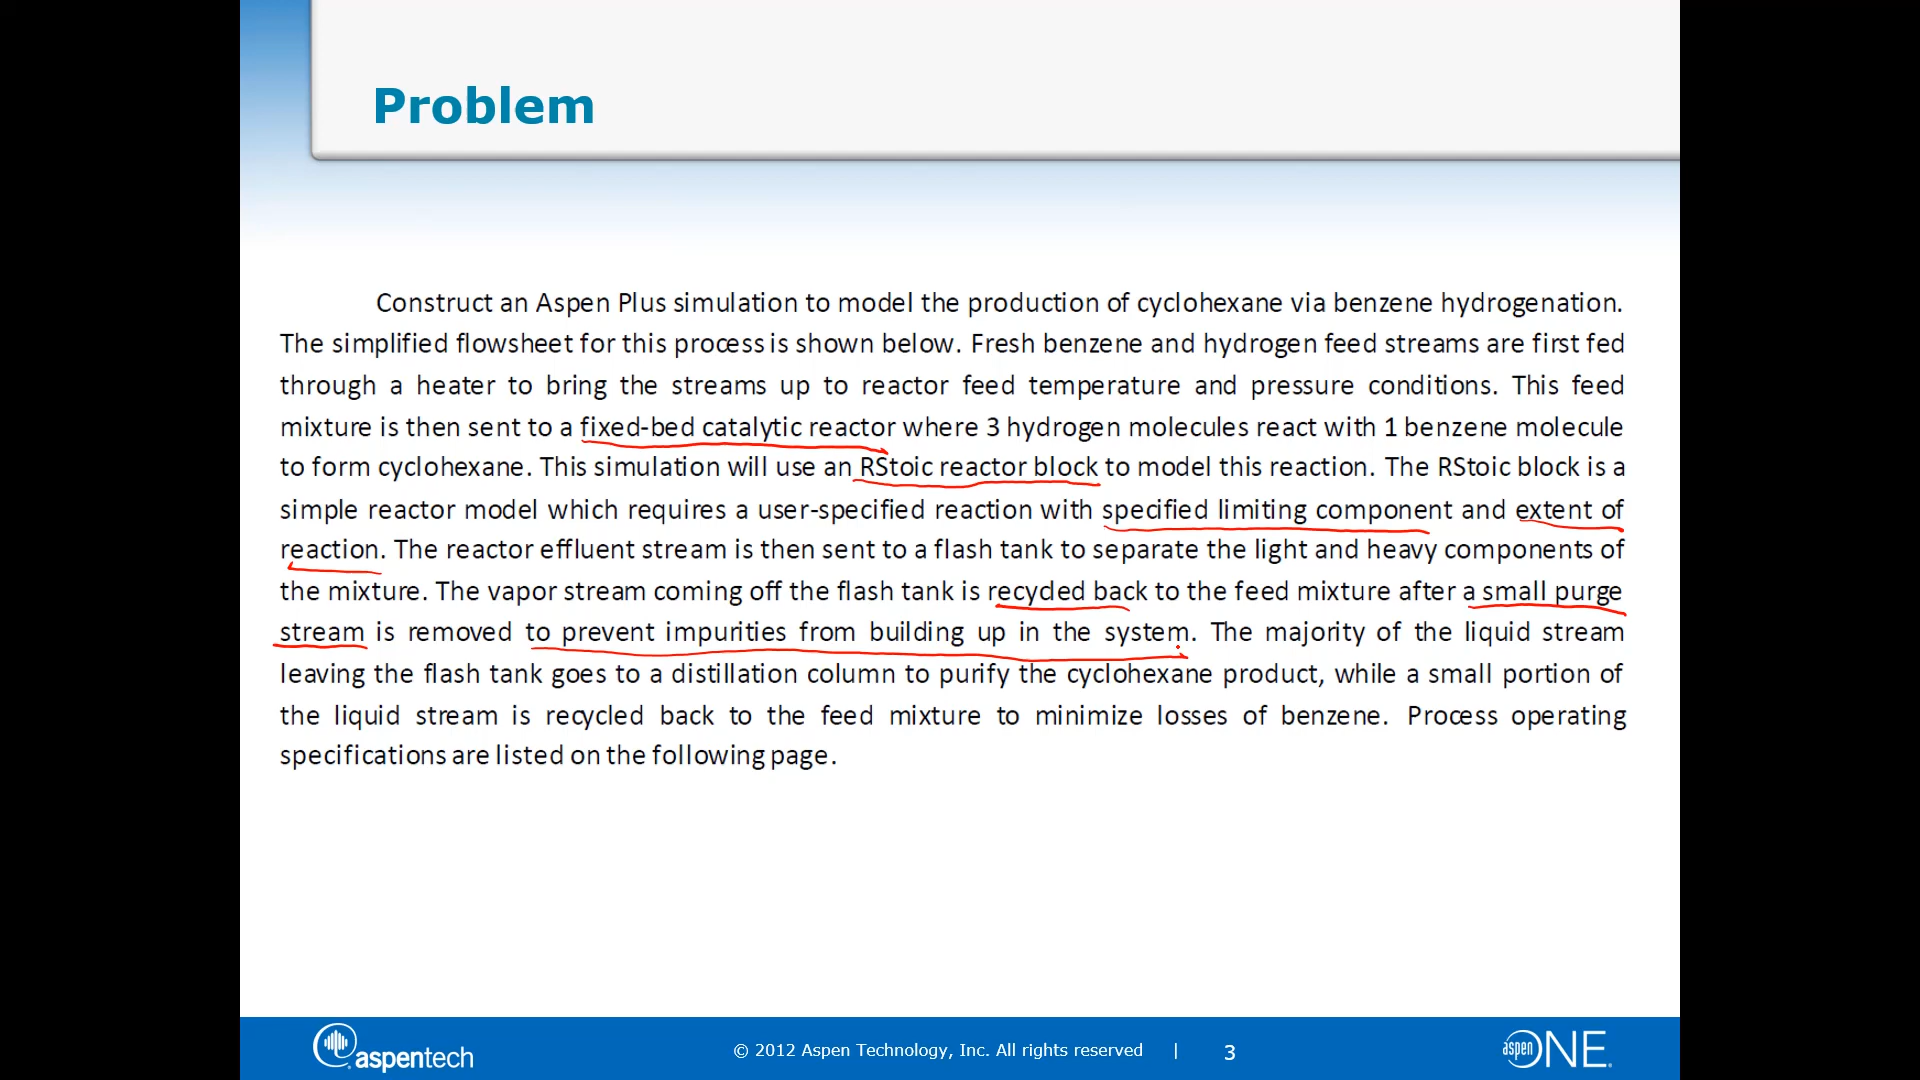 Problem
Construct an Aspen Plus simulation to model the production of cyclohexane via benzene hydrogenation.
The simplified flowsheet for this process is shown below. Fresh benzene and hydrogen feed streams are first fed
through a heater to bring the streams up to reactor feed temperature and pressure conditions. This feed
mixture is then sent to a fixed-bed catalytic reactor where 3 hydrogen molecules react with 1 benzene molecule
to form cyclohexane. This simulation will use an RStoic reactor block to model this reaction. The RStoic block is a
simple reactor model which requires a user-specified reaction with specified limiting component and extent of
reaction. The reactor effluent stream is then sent to a flash tank to separate the light and heavy components of
the mixture. The vapor stream coming off the flash tank is recycled back to the feed mixture after a small purge
stream is removed to prevent impurities from building up in the system. The majority of the liquid stream
leaving the flash tank goes to a distillation column to purify the cyclohexane product, while a small portion of
the liquid stream is recycled back to the feed mixture to minimize losses of benzene. Process operating
specifications are listed on the following page.
aspentech
© 2012 Aspen Technology, Inc. All rights reserved | 3
aspenONE